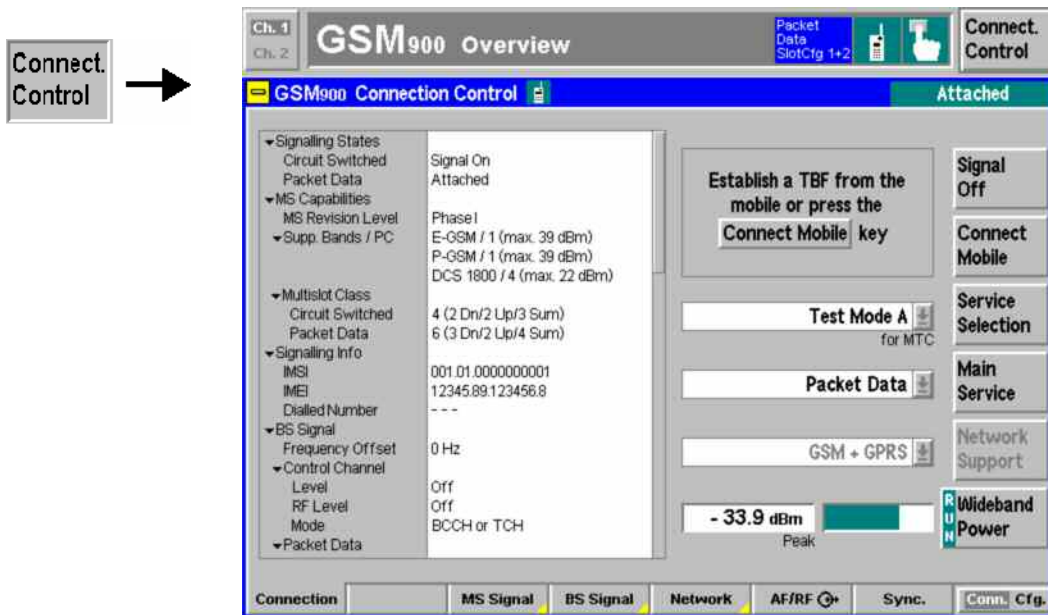 Connect.
Control
Ch. 1
Ch. 2
GSM900 Overview
Packet
Data
SlotCfg 1+2
Connect.
Control
GSM900 Connection Control
Attached
Signalling States
Circuit Switched Signal On
Packet Data Attached
MS Capabilities
MS Revision Level Phase I
Supp. Bands / PC E-GSM / 1 (max. 39 dBm)
P-GSM / 1 (max. 39 dBm)
DCS 1800 / 4 (max. 22 dBm)
Multislot Class
Circuit Switched 4 (2 Dn/2 Up/3 Sum)
Packet Data 6 (3 Dn/2 Up/4 Sum)
Signalling Info
IMSI 001.01.0000000001
IMEI 12345.89.123456.8
Dialled Number - - -
BS Signal
Frequency Offset 0 Hz
Control Channel
Level Off
RF Level Off
Mode BCCH or TCH
Packet Data
Establish a TBF from the
mobile or press the
Connect Mobile key
Test Mode A
for MTC
Packet Data
GSM + GPRS
- 33.9 dBm
Peak
Signal
Off
Connect
Mobile
Service
Selection
Main
Service
Network
Support
RUN
Wideband
Power
Connection MS Signal BS Signal Network AF/RF Sync. Conn. Cfg.